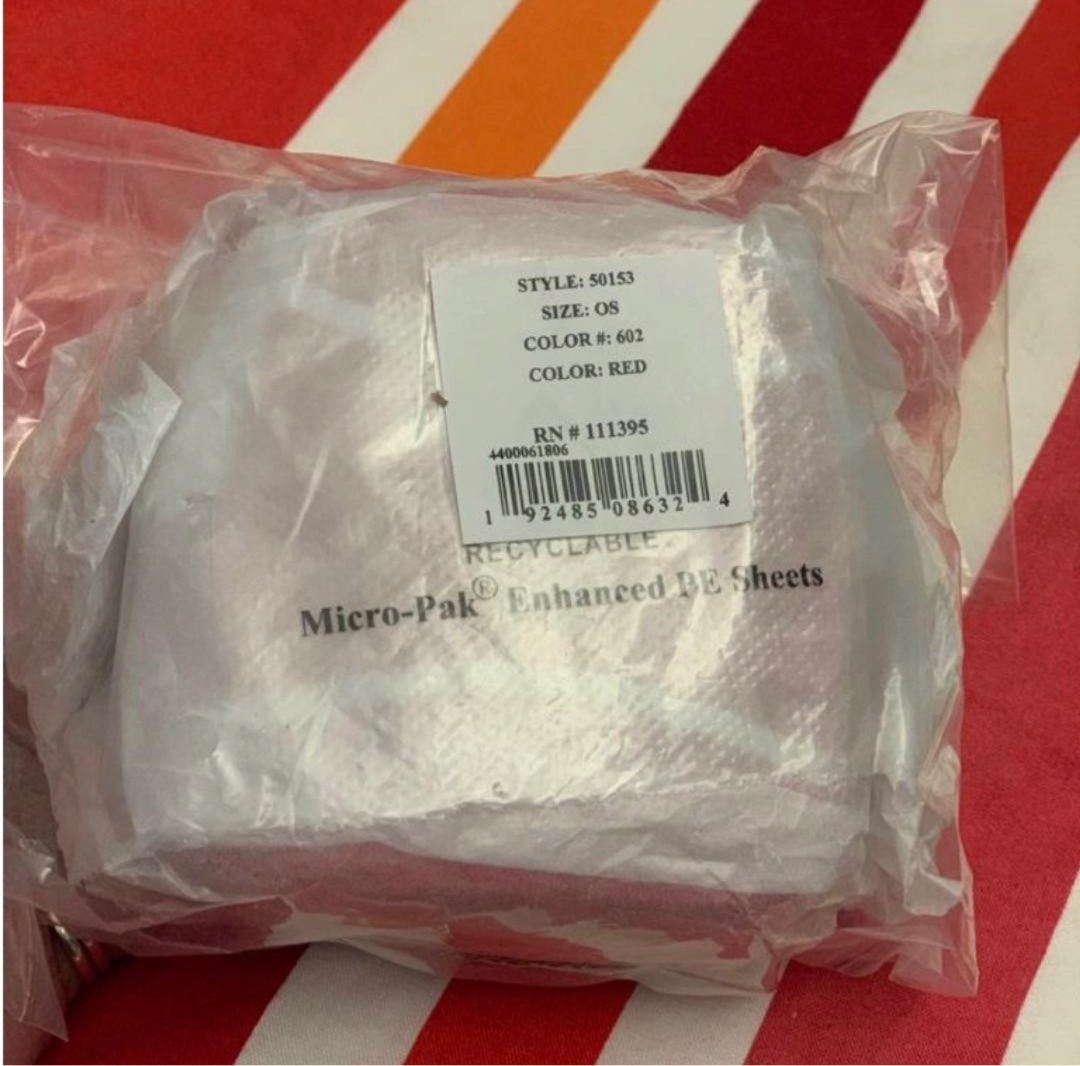 STYLE: 50153
SIZE: OS
COLOR #: 602
COLOR: RED
RN # 111395
4400061806
1 92485 08632 4
RECYCLABLE
Micro-Pak® Enhanced PE Sheets